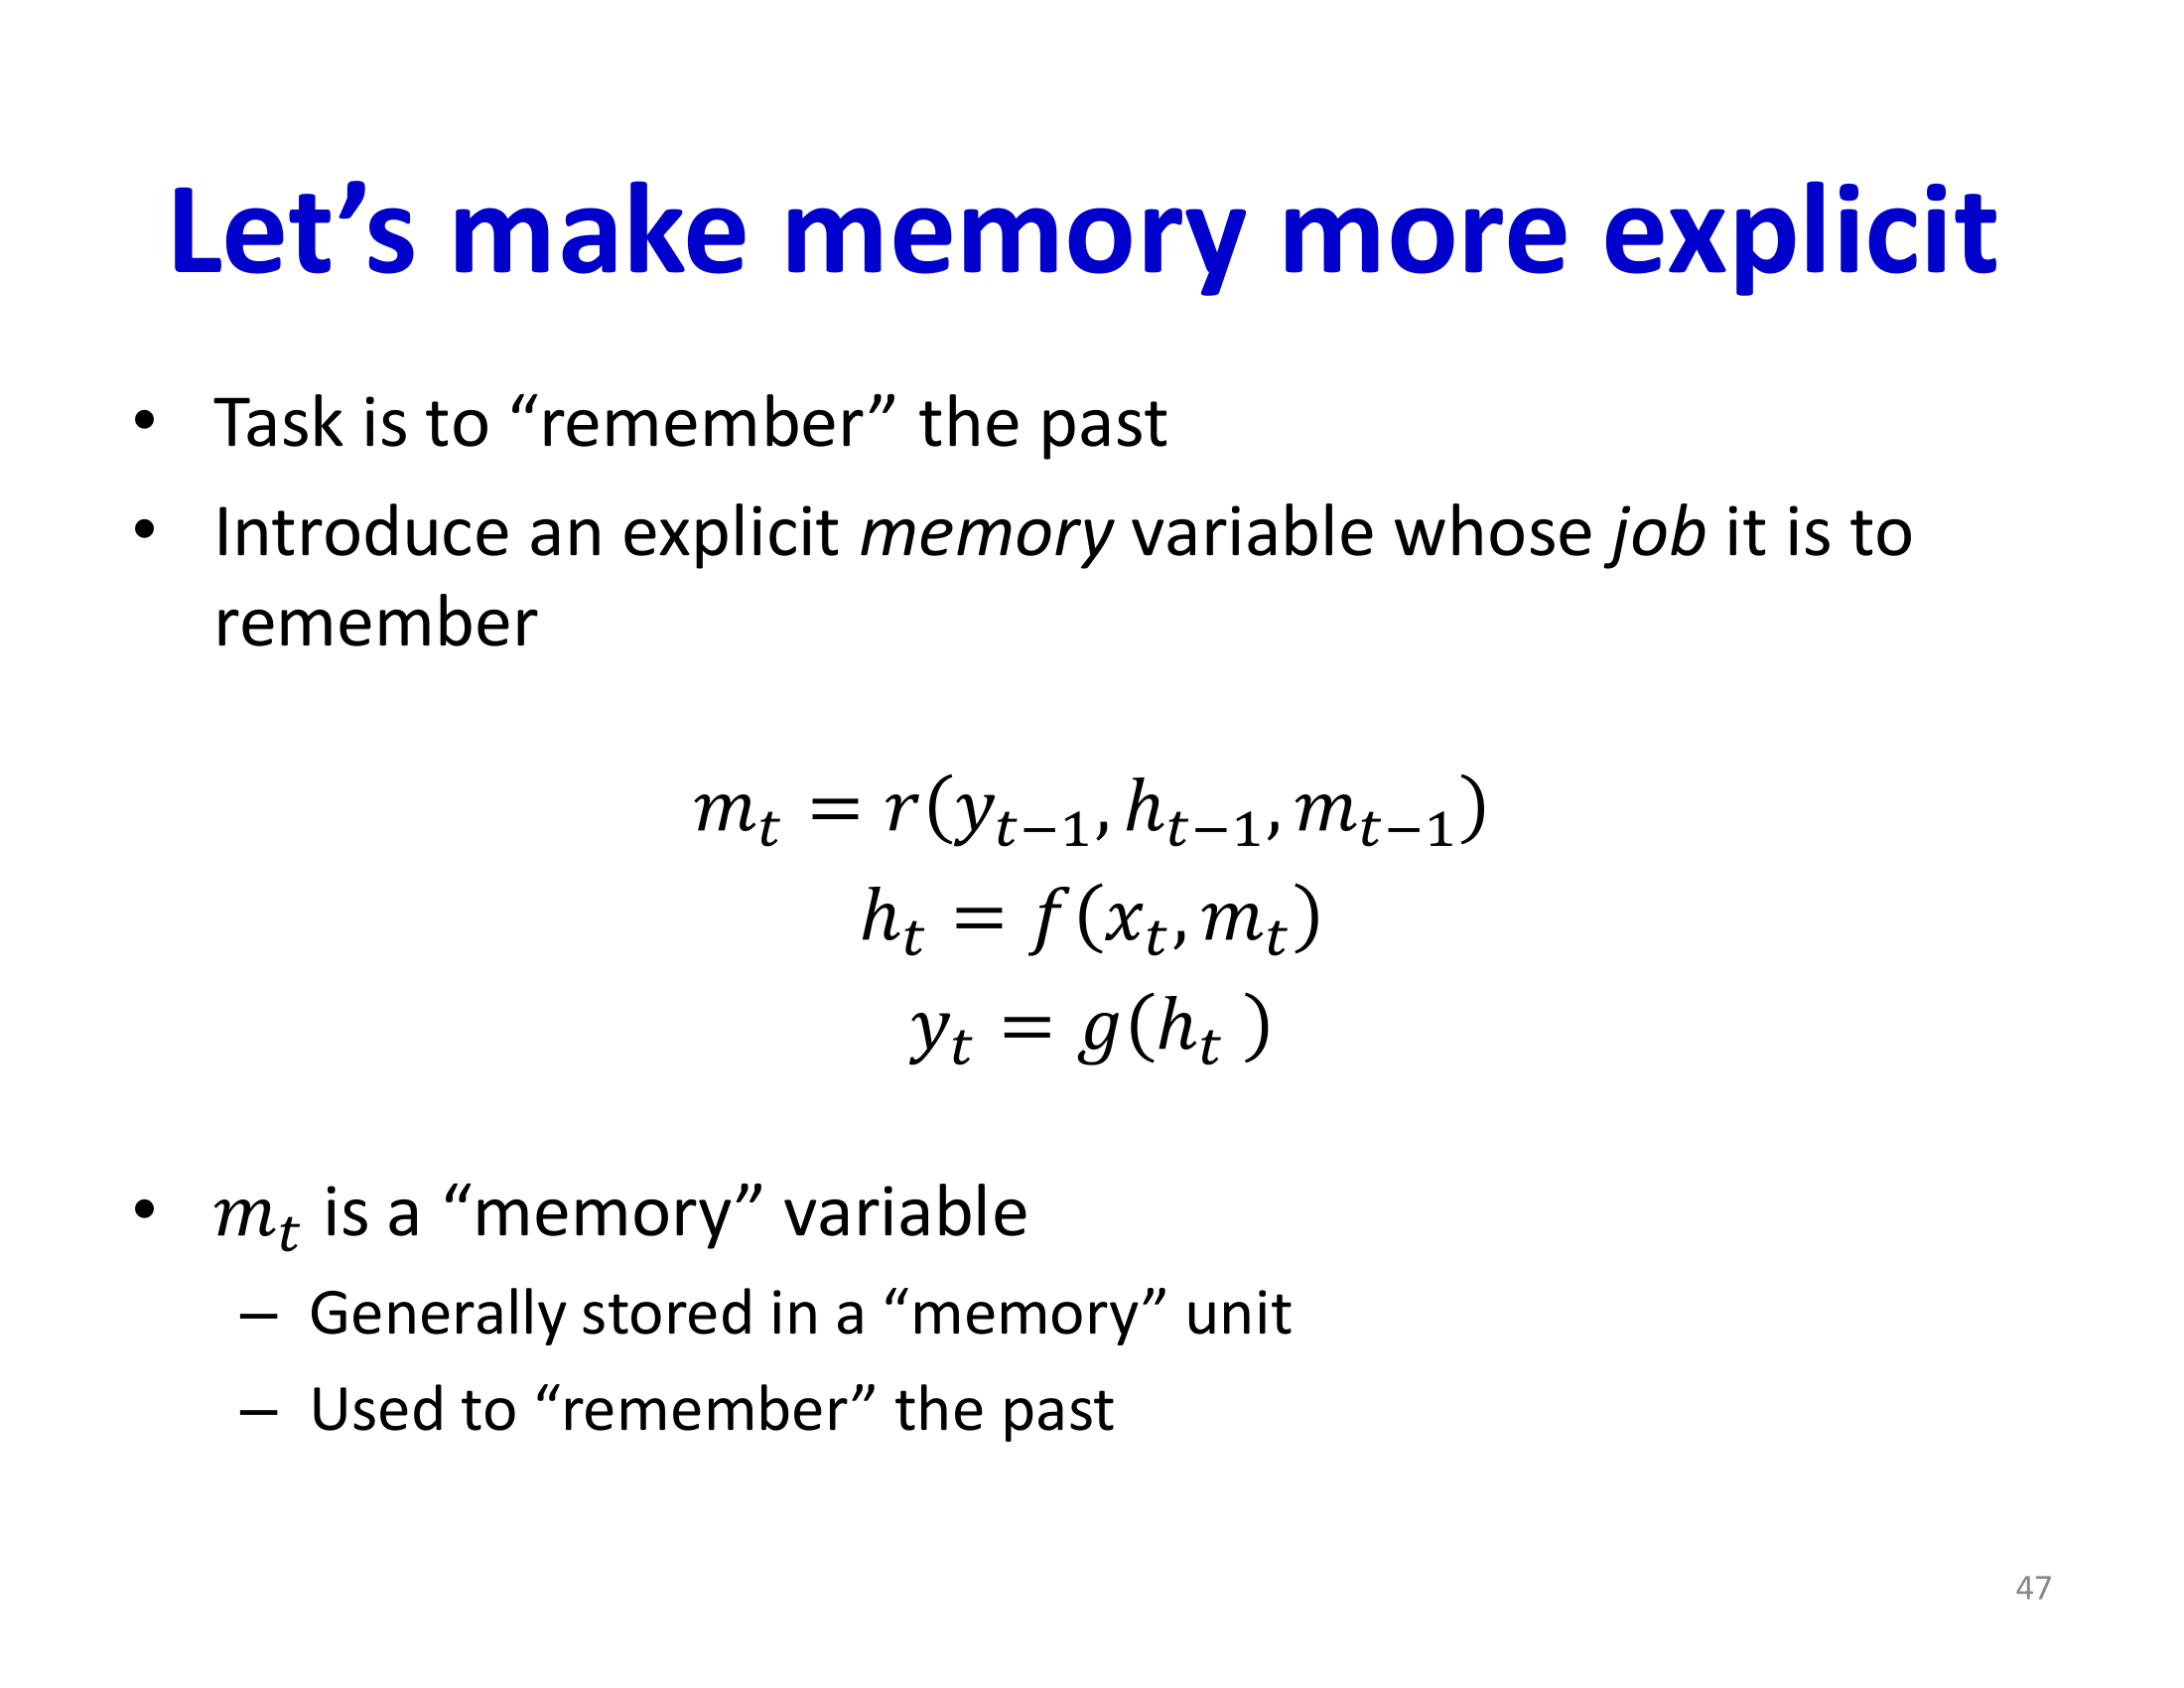 Let’s make memory more explicit
• Task is to “remember” the past
• Introduce an explicit memory variable whose job it is to
remember
m_t = r(y_{t−1}, h_{t−1}, m_{t−1})
h_t = f(x_t, m_t)
y_t = g(h_t )
• m_t is a “memory” variable
– Generally stored in a “memory” unit
– Used to “remember” the past
47